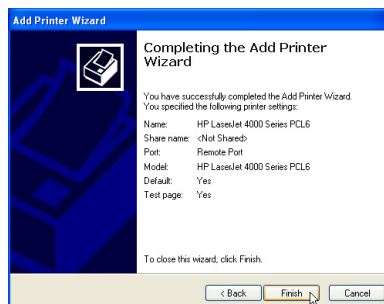 Add Printer Wizard
Completing the Add Printer
Wizard
You have successfully completed the Add Printer Wizard.
You specified the following printer settings:
Name: HP LaserJet 4000 Series PCL6
Share name: <Not Shared>
Port: Remote Port
Model: HP LaserJet 4000 Series PCL6
Default: Yes
Test page: Yes
To close this wizard, click Finish.
< Back Finish Cancel